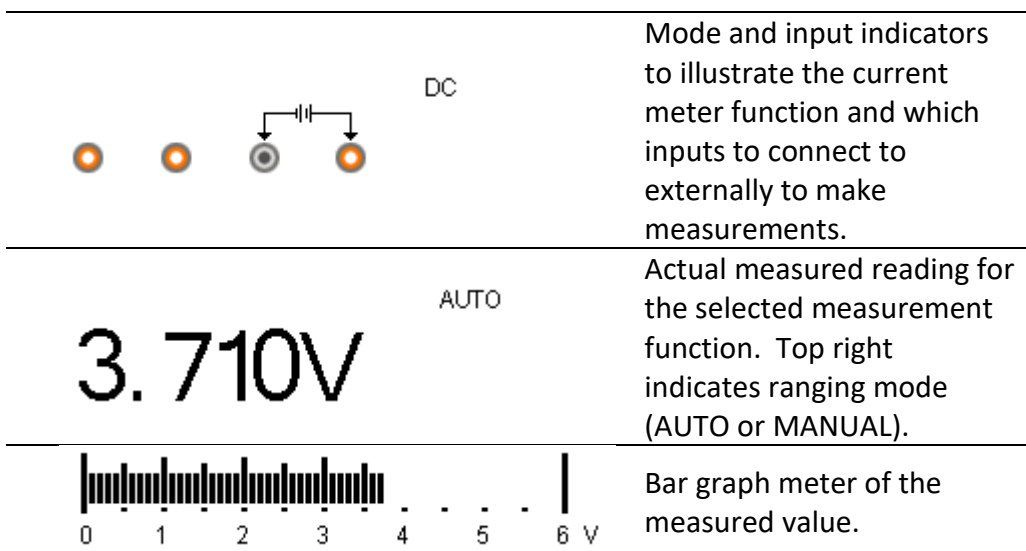 DC
Mode and input indicators
to illustrate the current
meter function and which
inputs to connect to
externally to make
measurements.
AUTO
3.710V
Actual measured reading for
the selected measurement
function. Top right
indicates ranging mode
(AUTO or MANUAL).
0 1 2 3 4 5 6 V
Bar graph meter of the
measured value.